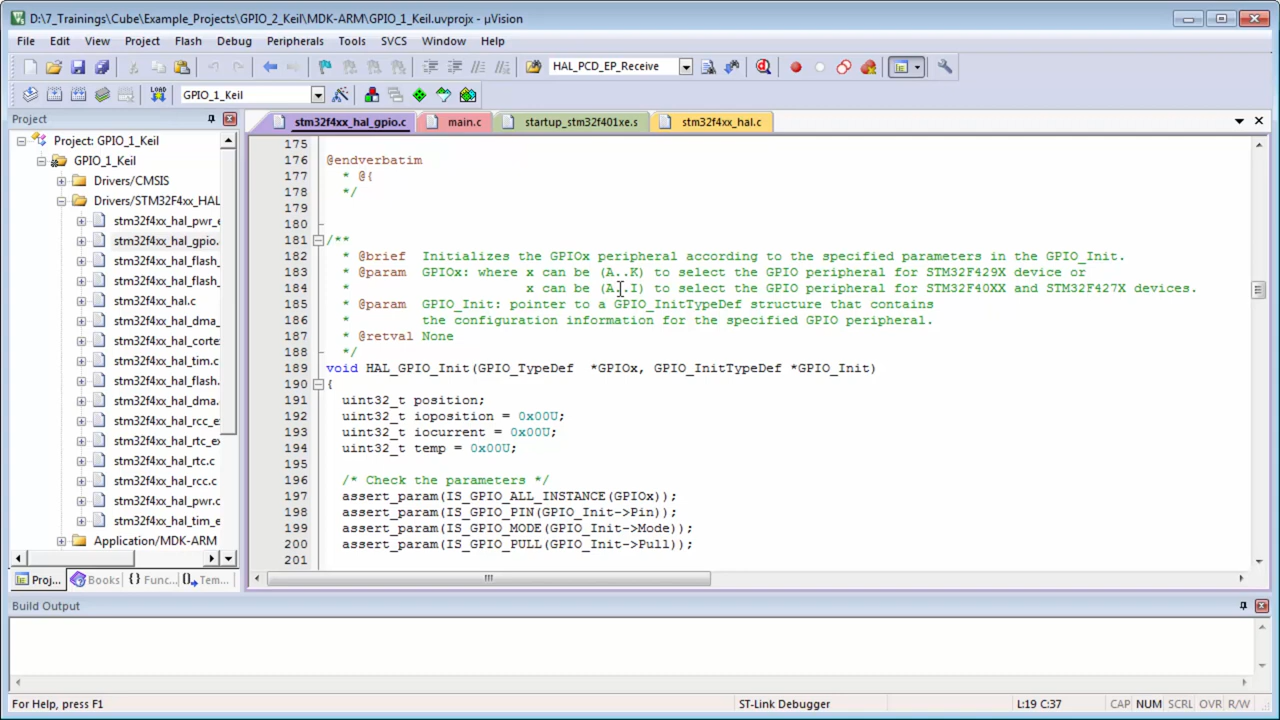 D:\7_Trainings\Cube\Example_Projects\GPIO_2_Keil\MDK-ARM\GPIO_1_Keil.uvprojx - µVision
File Edit View Project Flash Debug Peripherals Tools SVCS Window Help
HAL_PCD_EP_Receive
LOAD GPIO_1_Keil
Project
Project: GPIO_1_Keil
GPIO_1_Keil
Drivers/CMSIS
Drivers/STM32F4xx_HAL
stm32f4xx_hal_pwr_e
stm32f4xx_hal_gpio.
stm32f4xx_hal_flash_
stm32f4xx_hal_flash_
stm32f4xx_hal.c
stm32f4xx_hal_dma_
stm32f4xx_hal_corte
stm32f4xx_hal_tim.c
stm32f4xx_hal_flash.
stm32f4xx_hal_dma.
stm32f4xx_hal_rcc_e
stm32f4xx_hal_rtc_ex
stm32f4xx_hal_rtc.c
stm32f4xx_hal_rcc.c
stm32f4xx_hal_pwr.c
stm32f4xx_hal_tim_e
Application/MDK-ARM
Proj... Books {} Func... {}→ Tem...
stm32f4xx_hal_gpio.c main.c startup_stm32f401xe.s stm32f4xx_hal.c
175
176 @endverbatim
177 * @{
178 */
179
180
181 /**
182 * @brief Initializes the GPIOx peripheral according to the specified parameters in the GPIO_Init.
183 * @param GPIOx: where x can be (A..K) to select the GPIO peripheral for STM32F429X device or
184 * x can be (A..I) to select the GPIO peripheral for STM32F40XX and STM32F427X devices.
185 * @param GPIO_Init: pointer to a GPIO_InitTypeDef structure that contains
186 * the configuration information for the specified GPIO peripheral.
187 * @retval None
188 */
189 void HAL_GPIO_Init(GPIO_TypeDef *GPIOx, GPIO_InitTypeDef *GPIO_Init)
190 {
191 uint32_t position;
192 uint32_t ioposition = 0x00U;
193 uint32_t iocurrent = 0x00U;
194 uint32_t temp = 0x00U;
195
196 /* Check the parameters */
197 assert_param(IS_GPIO_ALL_INSTANCE(GPIOx));
198 assert_param(IS_GPIO_PIN(GPIO_Init->Pin));
199 assert_param(IS_GPIO_MODE(GPIO_Init->Mode));
200 assert_param(IS_GPIO_PULL(GPIO_Init->Pull));
201
Build Output
For Help, press F1 ST-Link Debugger L:19 C:37 CAP NUM SCRL OVR R/W